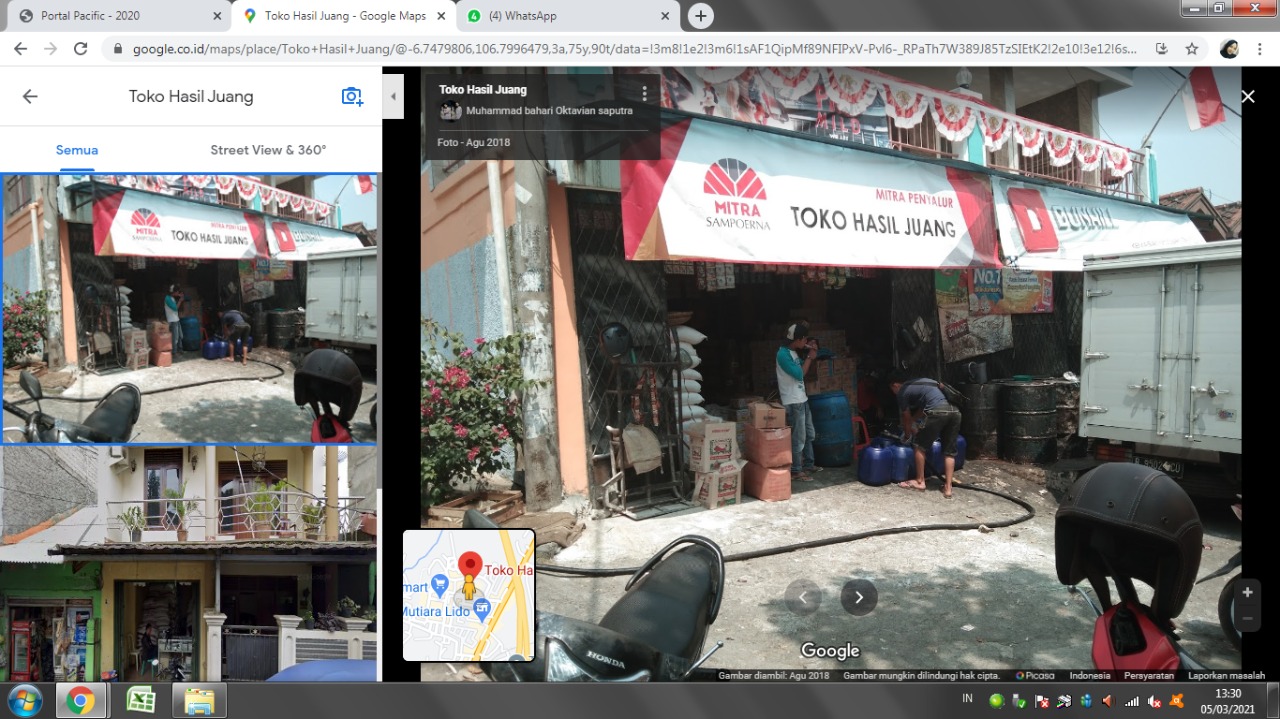 Portal Pacific - 2020
Toko Hasil Juang - Google Maps
(4) WhatsApp
google.co.id/maps/place/Toko+Hasil+Juang/@-6.7479806,106.7996479,3a,75y,90t/data=!3m8!1e2!3m6!1sAF1QipMf89NFIPxV-PvI6-_RPaTh7W389J85TzSIEtK2!2e10!3e12!6s...
Toko Hasil Juang
Semua
Street View & 360°
MITRA PENYALUR
MITRA
SAMPOERNA
TOKO HASIL JUANG
Toko Hasil Juang
Muhammad bahari Oktavian saputra
Foto - Agu 2018
MITRA PENYALUR
MITRA
SAMPOERNA
TOKO HASIL JUANG
DUNHILL
No.1
HONDA
Toko Ha
mart
Mutiara Lido
Google
Gambar diambil: Agu 2018
Gambar mungkin dilindungi hak cipta.
Picasa
Indonesia
Persyaratan
Laporkan masalah
IN
13:30
05/03/2021